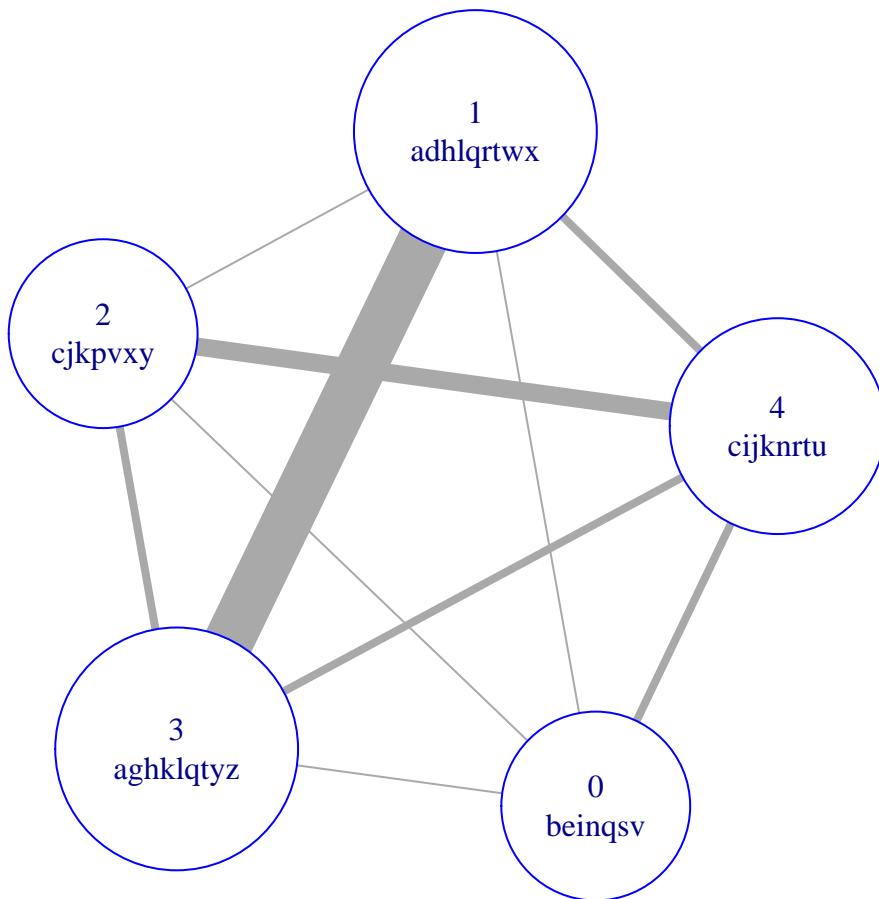 1
adhlqrtwx
2
cjkpvxy
4
cijknrtu
3
aghklqtyz
0
beinqsv